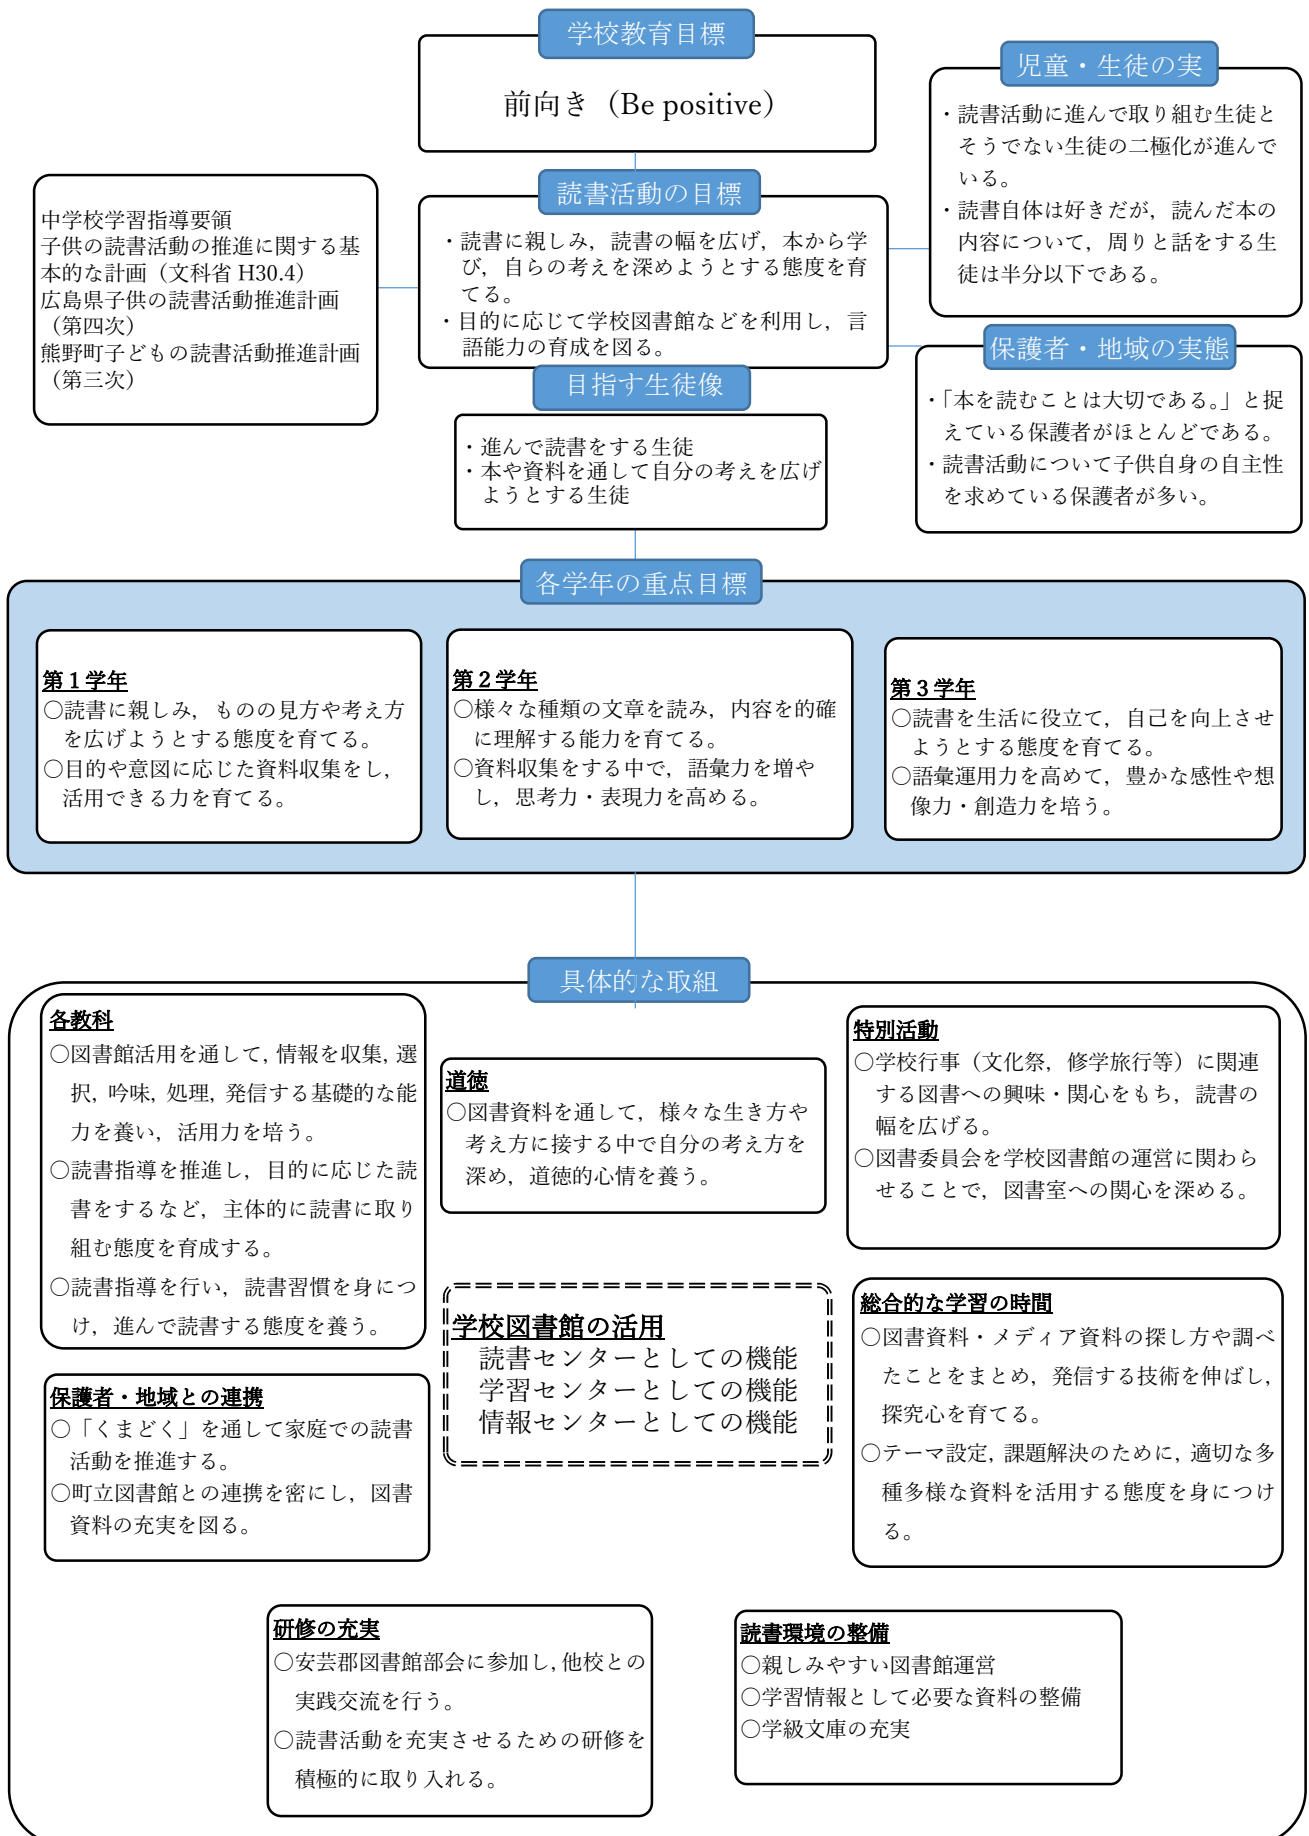 学校教育目標
前向き（Be positive）
児童・生徒の実
・読書活動に進んで取り組む生徒と
そうでない生徒の二極化が進んで
いる。
・読書自体は好きだが，読んだ本の
内容について，周りと話をする生
徒は半分以下である。
中学校学習指導要領
子供の読書活動の推進に関する基
本的な計画（文科省 H30.4）
広島県子供の読書活動推進計画
（第四次）
熊野町子どもの読書活動推進計画
（第三次）
読書活動の目標
・読書に親しみ，読書の幅を広げ，本から学
び，自らの考えを深めようとする態度を育
てる。
・目的に応じて学校図書館などを利用し，言
語能力の育成を図る。
保護者・地域の実態
・「本を読むことは大切である。」と捉
えている保護者がほとんどである。
・読書活動について子供自身の自主性
を求めている保護者が多い。
目指す生徒像
・進んで読書をする生徒
・本や資料を通して自分の考えを広げ
ようとする生徒
各学年の重点目標
第１学年
○読書に親しみ，ものの見方や考え方
を広げようとする態度を育てる。
○目的や意図に応じた資料収集をし，
活用できる力を育てる。
第２学年
○様々な種類の文章を読み，内容を的確
に理解する能力を育てる。
○資料収集をする中で，語彙力を増や
し，思考力・表現力を高める。
第３学年
○読書を生活に役立て，自己を向上させ
ようとする態度を育てる。
○語彙運用力を高めて，豊かな感性や想
像力・創造力を培う。
具体的な取組
各教科
○図書館活用を通して，情報を収集，選
択，吟味，処理，発信する基礎的な能
力を養い，活用力を培う。
○読書指導を推進し，目的に応じた読
書をするなど，主体的に読書に取り
組む態度を育成する。
○読書指導を行い，読書習慣を身につ
け，進んで読書する態度を養う。
道徳
○図書資料を通して，様々な生き方や
考え方に接する中で自分の考え方を
深め，道徳的心情を養う。
特別活動
○学校行事（文化祭，修学旅行等）に関連
する図書への興味・関心をもち，読書の
幅を広げる。
○図書委員会を学校図書館の運営に関わら
せることで，図書室への関心を深める。
学校図書館の活用
読書センターとしての機能
学習センターとしての機能
情報センターとしての機能
総合的な学習の時間
○図書資料・メディア資料の探し方や調べ
たことをまとめ，発信する技術を伸ばし，
探究心を育てる。
○テーマ設定，課題解決のために，適切な多
種多様な資料を活用する態度を身につけ
る。
保護者・地域との連携
○「くまどく」を通して家庭での読書
活動を推進する。
○町立図書館との連携を密にし，図書
資料の充実を図る。
研修の充実
○安芸郡図書館部会に参加し，他校との
実践交流を行う。
○読書活動を充実させるための研修を
積極的に取り入れる。
読書環境の整備
○親しみやすい図書館運営
○学習情報として必要な資料の整備
○学級文庫の充実